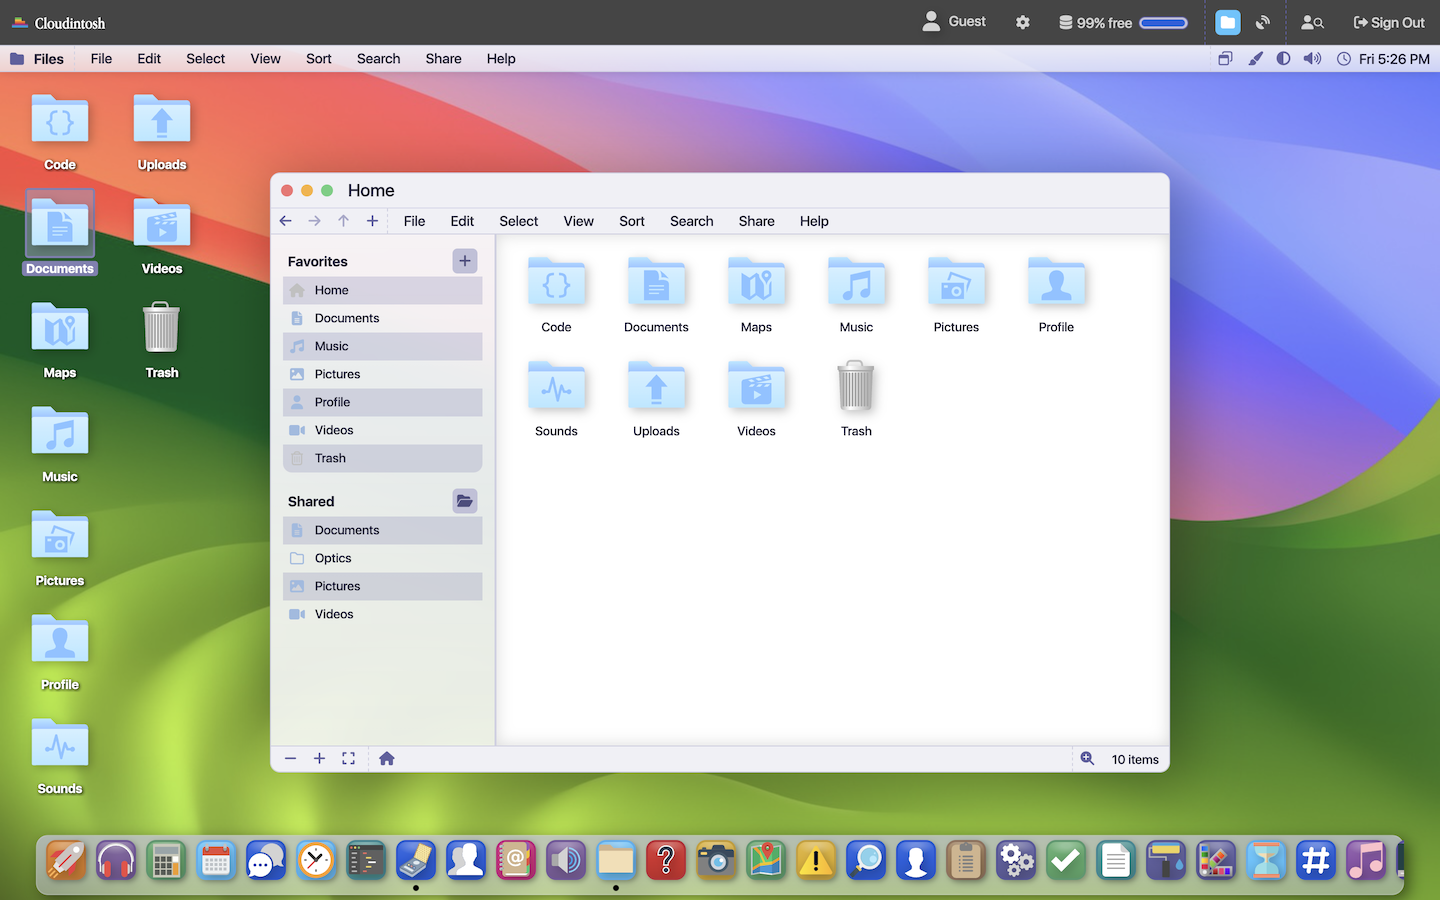 Cloudintosh
Guest
99% free
Sign Out
Files File Edit Select View Sort Search Share Help
Fri 5:26 PM
Code
Uploads
Documents
Videos
Maps
Trash
Music
Pictures
Profile
Sounds
Home
File Edit Select View Sort Search Share Help
Favorites
Home
Documents
Music
Pictures
Profile
Videos
Trash
Shared
Documents
Optics
Pictures
Videos
Code Documents Maps Music Pictures Profile
Sounds Uploads Videos Trash
10 items